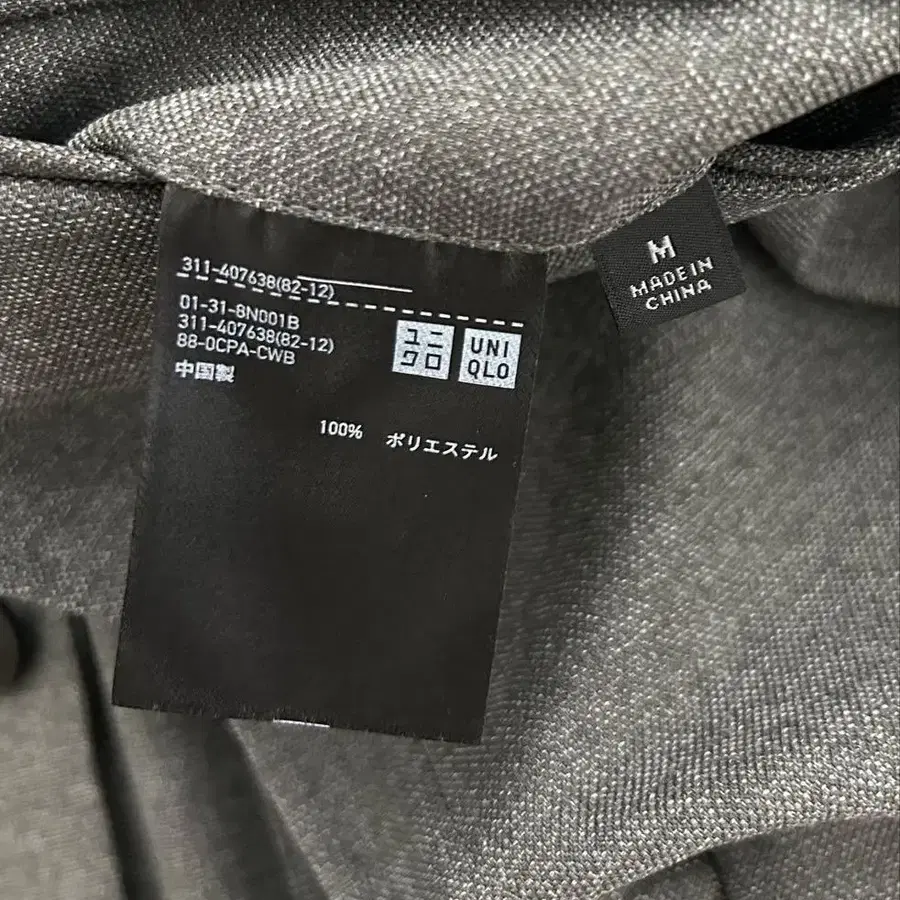 311-407638(82-12)
01-31-8N001B
311-407638(82-12)
88-0CPA-CWB
中国製
ユニ
クロ
UNI
QLO
100% ポリエステル
M
MADE IN
CHINA